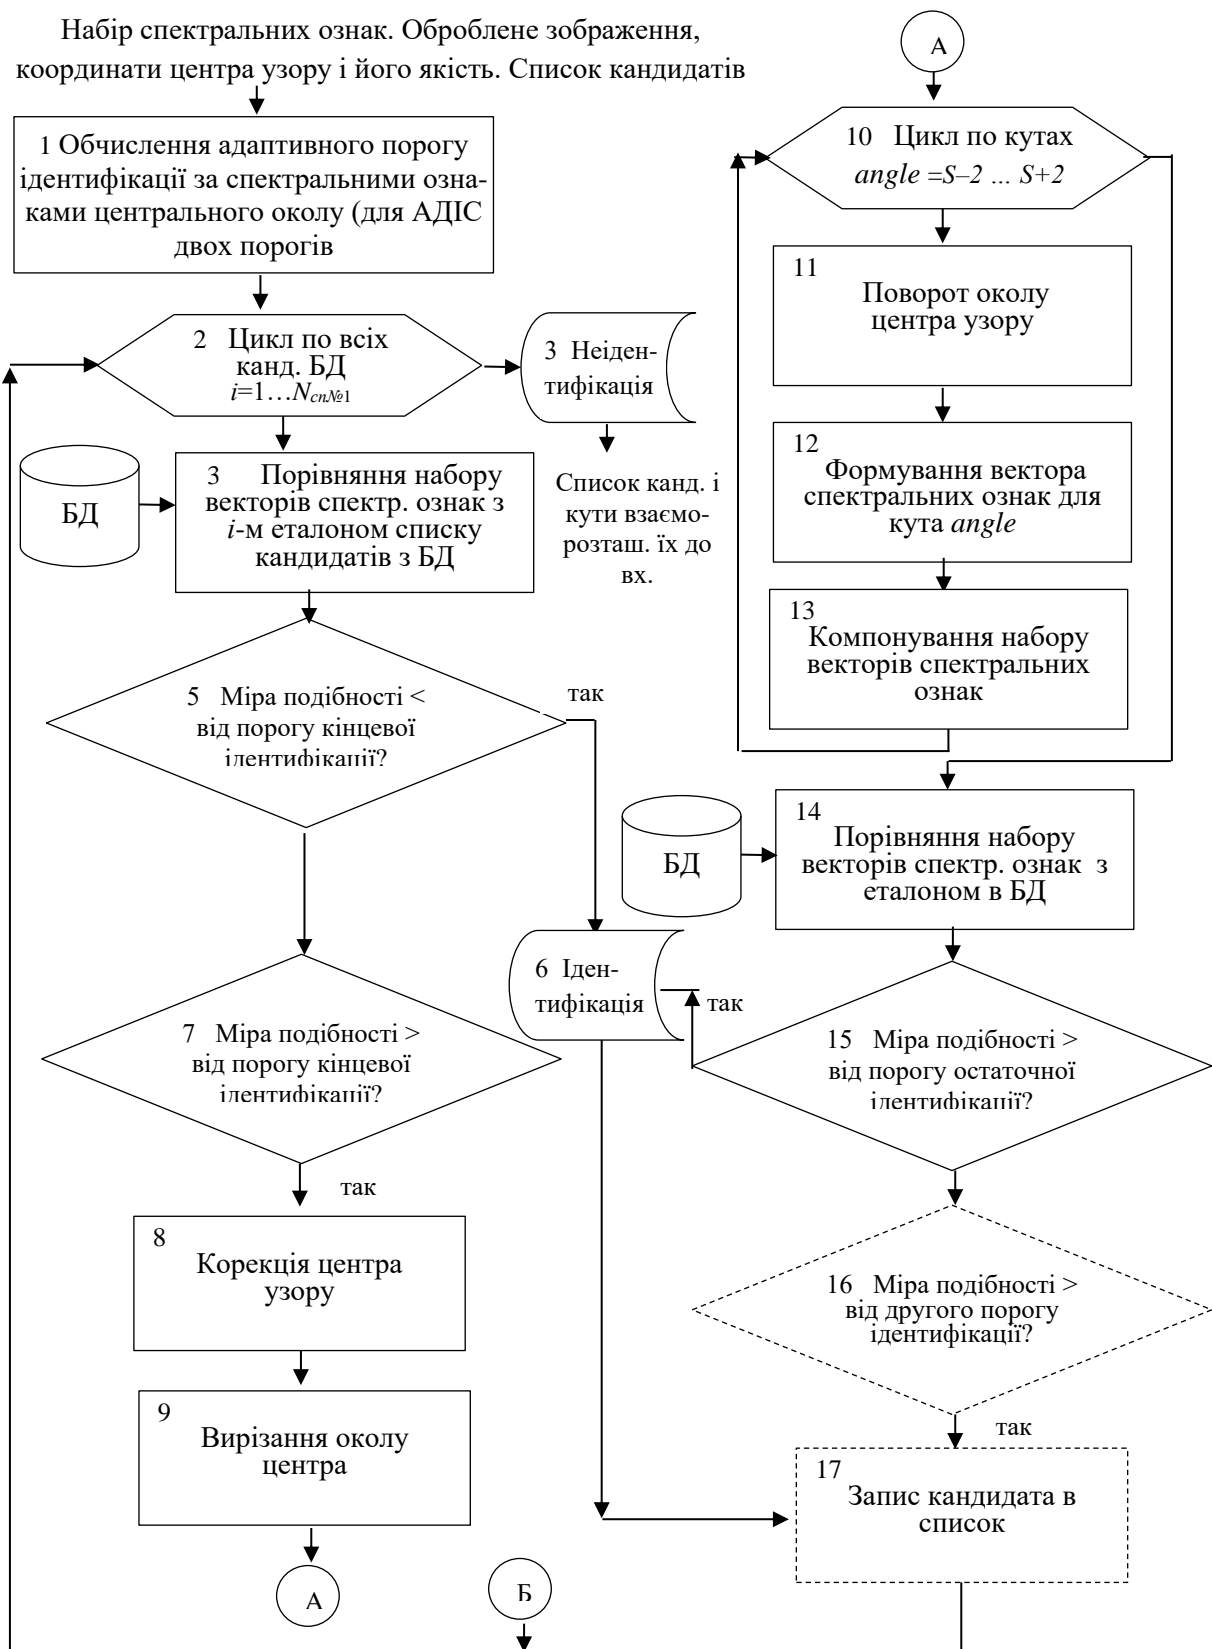 Набір спектральних ознак. Оброблене зображення,
координати центра узору і його якість. Список кандидатів
1 Обчислення адаптивного порогу
ідентифікації за спектральними озна-
ками центрального околу (для АДІС
двох порогів
2 Цикл по всіх
канд. БД
i=1…Nсп№1
3 Неіден-
тифікація
Список канд. і
кути взаємо-
розташ. їх до
вх.
БД
3 Порівняння набору
векторів спектр. ознак з
i-м еталоном списку
кандидатів з БД
5 Міра подібності <
від порогу кінцевої
ідентифікації?
так
6 Іден-
тифікація
7 Міра подібності >
від порогу кінцевої
ідентифікації?
так
8
Корекція центра
узору
9
Вирізання околу
центра
А
Б
А
10 Цикл по кутах
angle =S–2 ... S+2
11
Поворот околу
центра узору
12
Формування вектора
спектральних ознак для
кута angle
13
Компонування набору
векторів спектральних
ознак
БД
14
Порівняння набору
векторів спектр. ознак з
еталоном в БД
так
15 Міра подібності >
від порогу остаточної
ідентифікації?
16 Міра подібності >
від другого порогу
ідентифікації?
так
17
Запис кандидата в
список